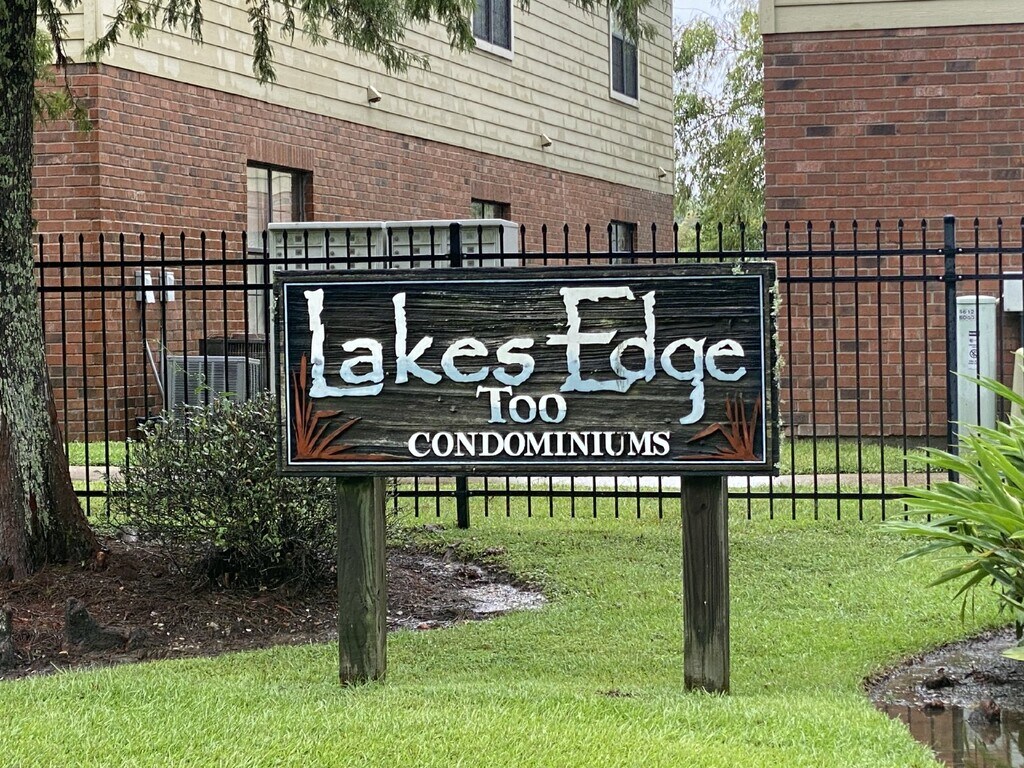 Lakes Edge
Too
CONDOMINIUMS